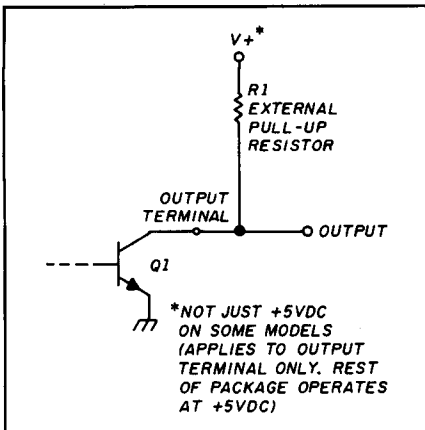 V+*
R1
EXTERNAL
PULL-UP
RESISTOR
OUTPUT
TERMINAL
OUTPUT
Q1
*NOT JUST +5VDC
ON SOME MODELS
(APPLIES TO OUTPUT
TERMINAL ONLY. REST
OF PACKAGE OPERATES
AT +5VDC)